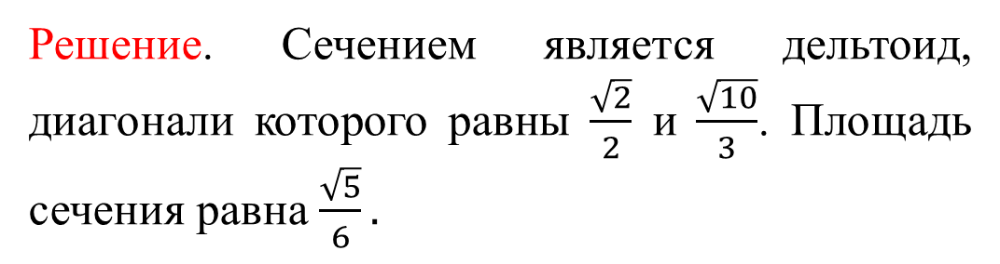 Решение. Сечением является дельтоид,
диагонали которого равны √2/2 и √10/3. Площадь
сечения равна √5/6.